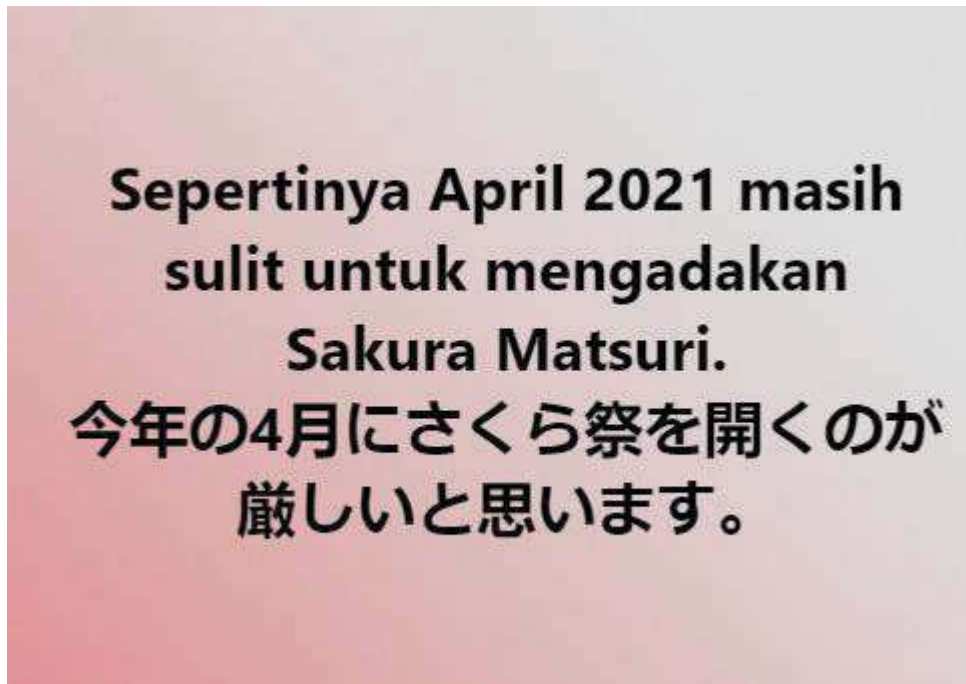 Sepertinya April 2021 masih
sulit untuk mengadakan
Sakura Matsuri.
今年の4月にさくら祭を開くのが
厳しいと思います。